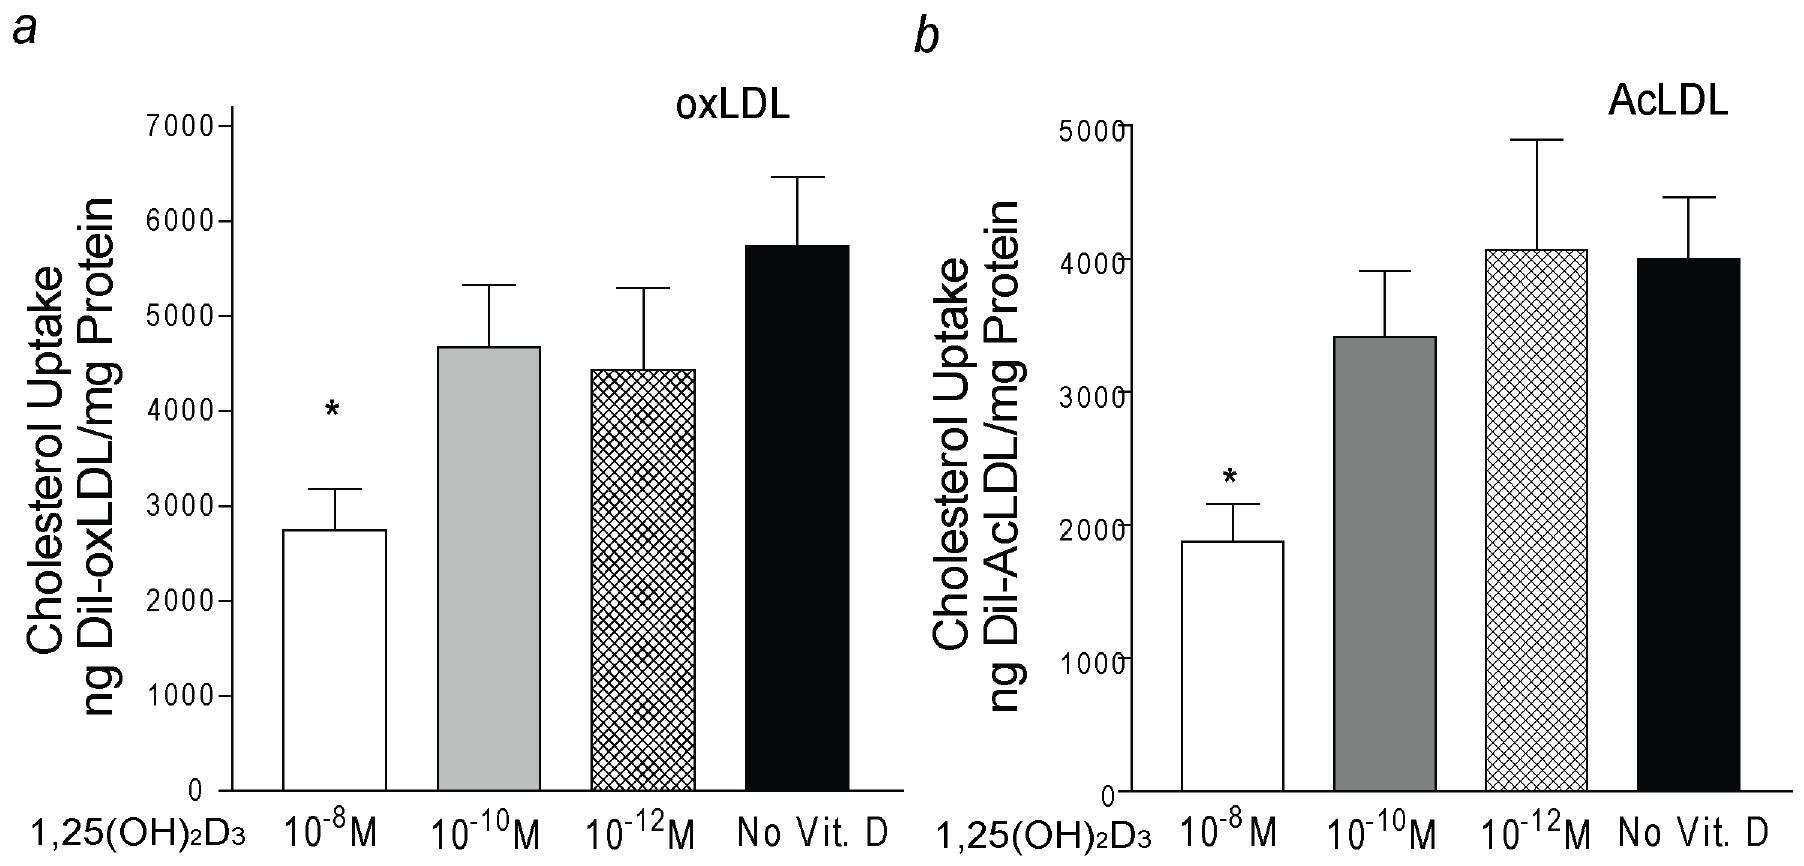 a
oxLDL
7000
6000
5000
4000
3000
2000
1000
0
Cholesterol Uptake
ng Dil-oxLDL/mg Protein
*
1,25(OH)₂D₃ 10⁻⁸M 10⁻¹⁰M 10⁻¹²M No Vit. D
b
AcLDL
5000
4000
3000
2000
1000
0
Cholesterol Uptake
ng Dil-AcLDL/mg Protein
*
1,25(OH)₂D₃ 10⁻⁸M 10⁻¹⁰M 10⁻¹²M No Vit. D